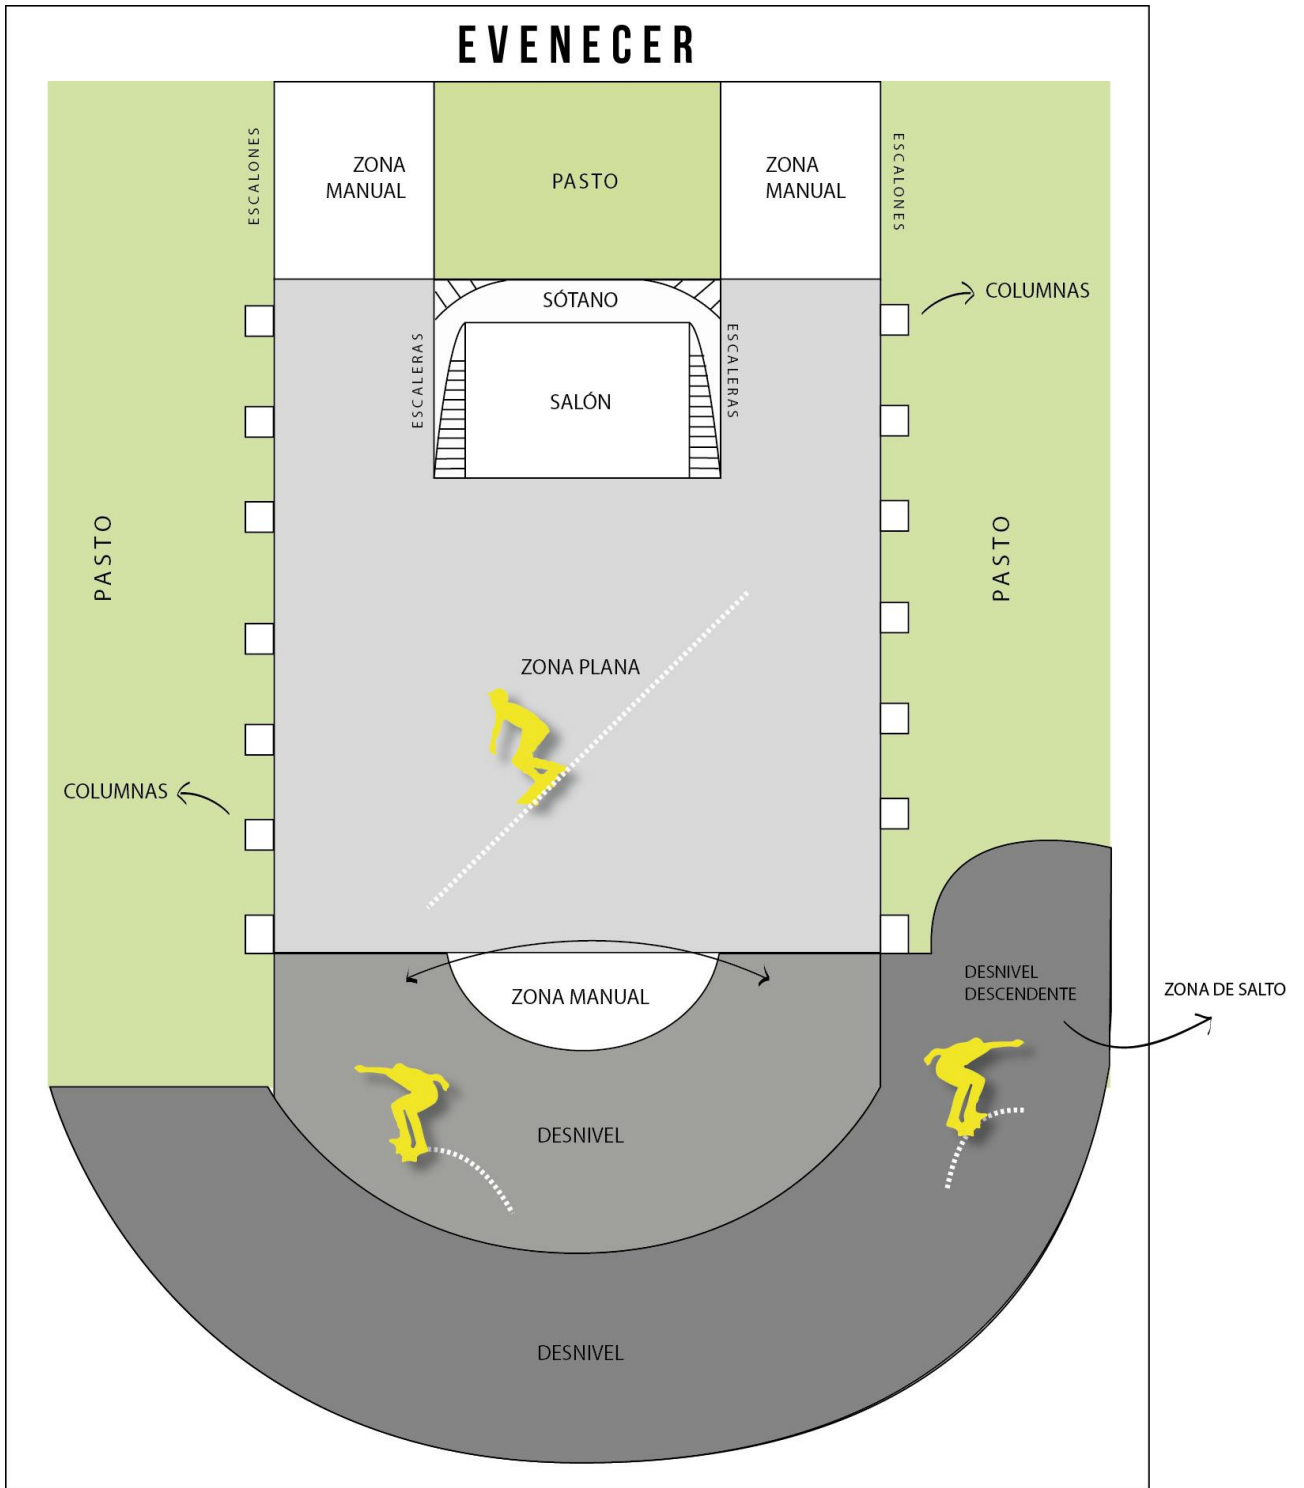 EVENECER
ESCALONES
ZONA
MANUAL
PASTO
ZONA
MANUAL
ESCALONES
COLUMNAS
SÓTANO
ESCALERAS
SALÓN
ESCALERAS
PASTO
PASTO
ZONA PLANA
COLUMNAS
DESNIVEL
DESCENDENTE
ZONA DE SALTO
ZONA MANUAL
DESNIVEL
DESNIVEL